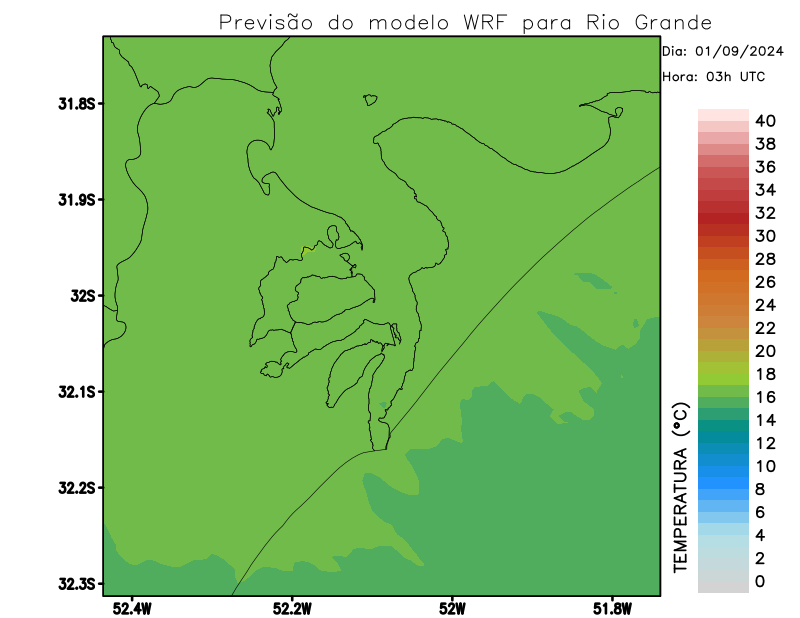 Previsão do modelo WRF para Rio Grande
Dia: 01/09/2024
Hora: 03h UTC
31.8S
31.9S
32S
32.1S
32.2S
32.3S
52.4W
52.2W
52W
51.8W
TEMPERATURA (°C)
40
38
36
34
32
30
28
26
24
22
20
18
16
14
12
10
8
6
4
2
0